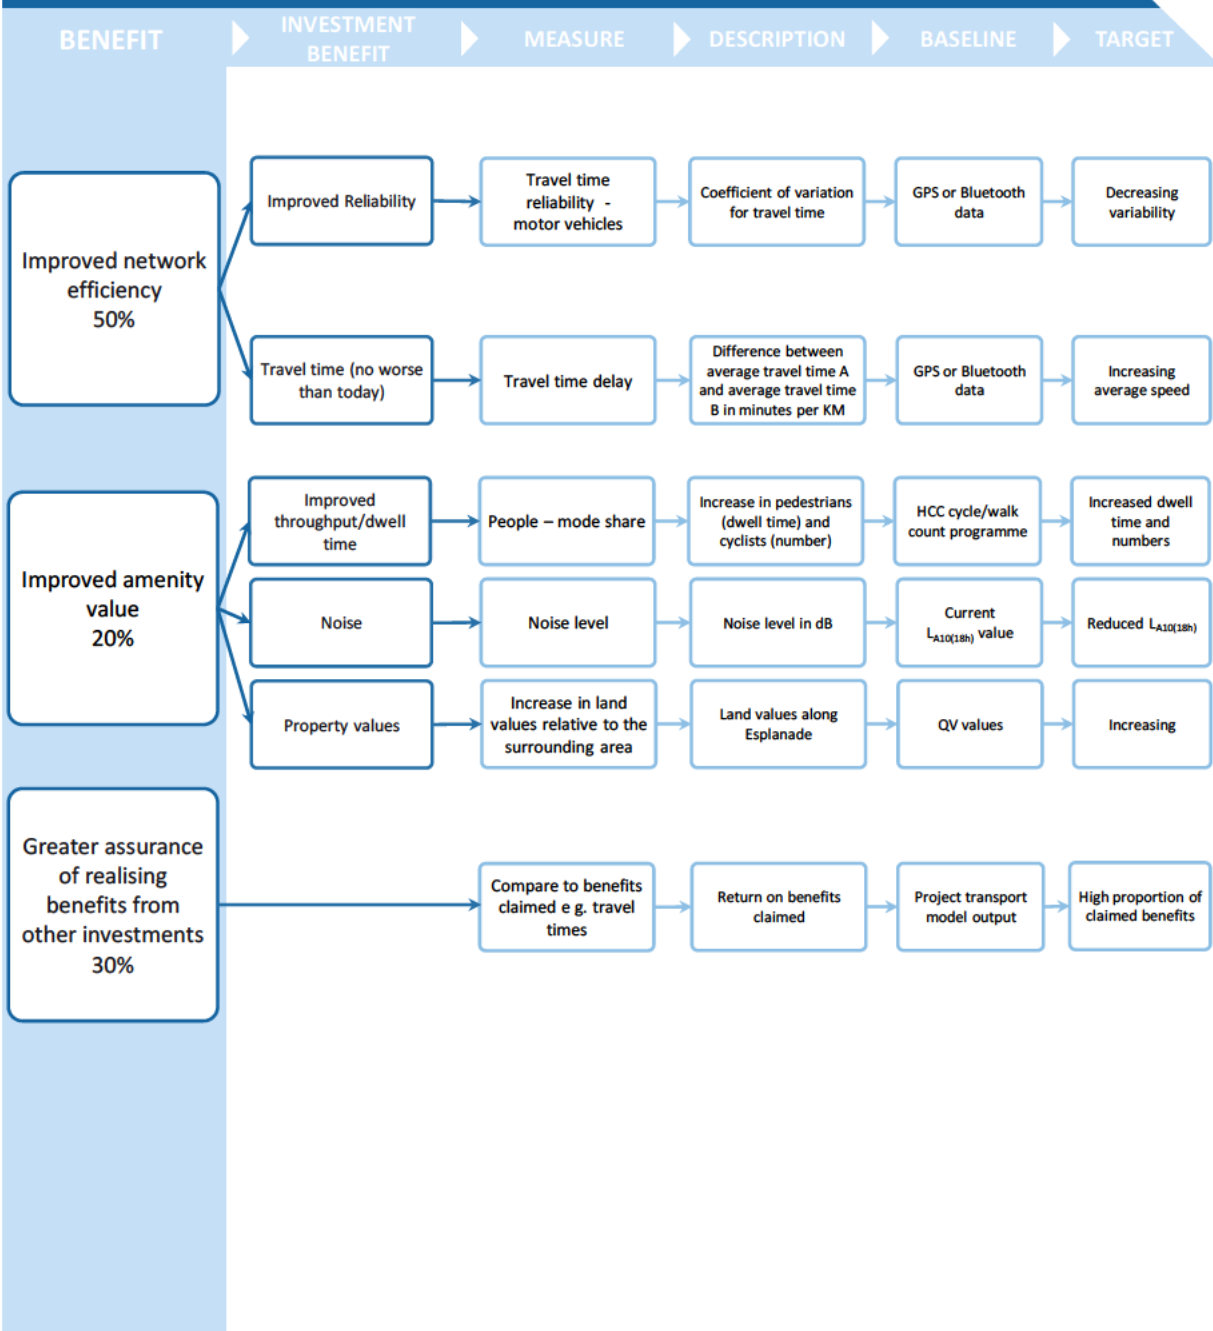 BENEFIT
INVESTMENT
BENEFIT
MEASURE
DESCRIPTION
BASELINE
TARGET
Improved network
efficiency
50%
Improved Reliability
Travel time
reliability -
motor vehicles
Coefficient of variation
for travel time
GPS or Bluetooth
data
Decreasing
variability
Travel time (no worse
than today)
Travel time delay
Difference between
average travel time A
and average travel time
B in minutes per KM
GPS or Bluetooth
data
Increasing
average speed
Improved amenity
value
20%
Improved
throughput/dwell
time
People – mode share
Increase in pedestrians
(dwell time) and
cyclists (number)
HCC cycle/walk
count programme
Increased dwell
time and
numbers
Noise
Noise level
Noise level in dB
Current
LA10(18h) value
Reduced LA10(18h)
Property values
Increase in land
values relative to the
surrounding area
Land values along
Esplanade
QV values
Increasing
Greater assurance
of realising
benefits from
other investments
30%
Compare to benefits
claimed e g. travel
times
Return on benefits
claimed
Project transport
model output
High proportion of
claimed benefits